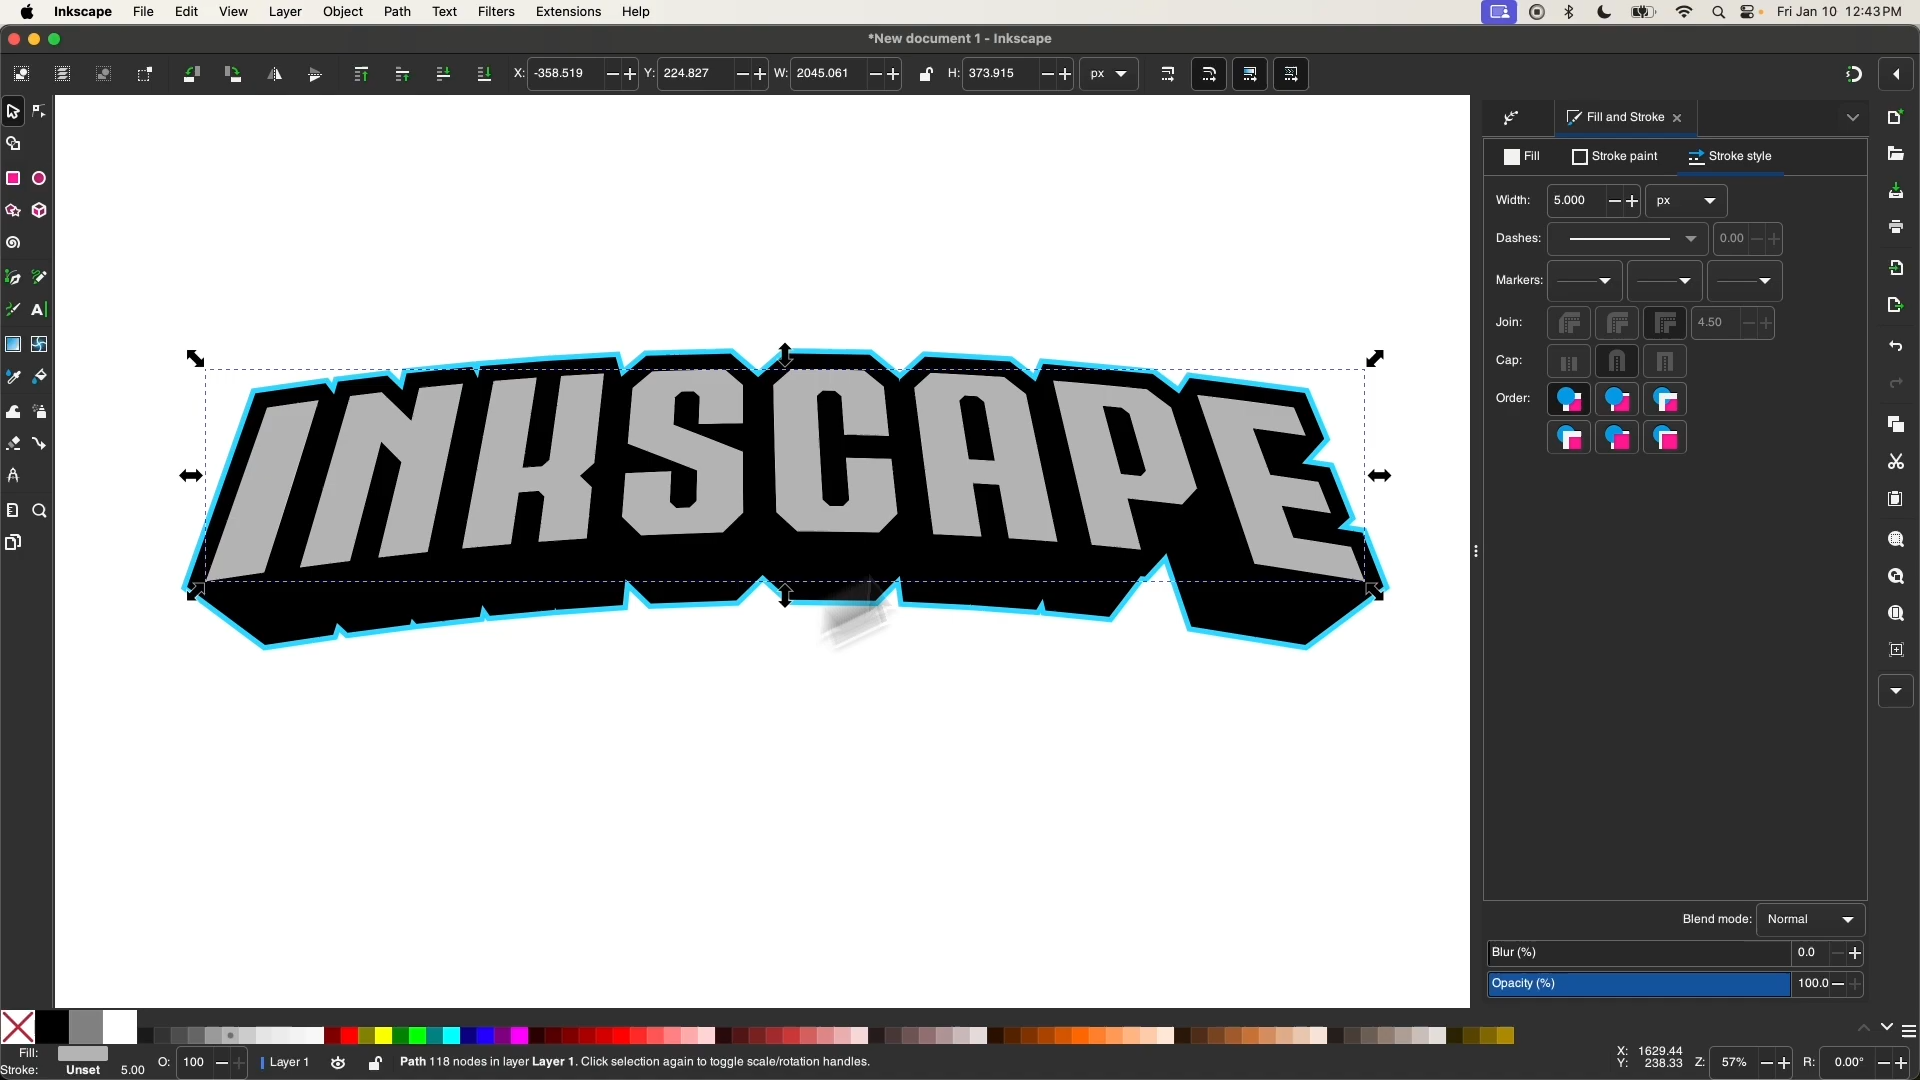 Inkscape File Edit View Layer Object Path Text Filters Extensions Help Fri Jan 10 12:43 PM
*New document 1 - Inkscape
X: -358.519 Y: 224.827 W: 2045.061 H: 373.915 px
Fill and Stroke
Fill Stroke paint Stroke style
Width: 5.000 px
Dashes: 0.00
Markers:
Join: 4.50
Cap:
Order:
INKSCAPE
Blend mode: Normal
Blur (%) 0.0
Opacity (%) 100.0
Fill:
Stroke: Unset 5.00
O: 100 Layer 1 Path 118 nodes in layer Layer 1. Click selection again to toggle scale/rotation handles.
X: 1629.44
Y: 238.33
Z: 57% R: 0.00°